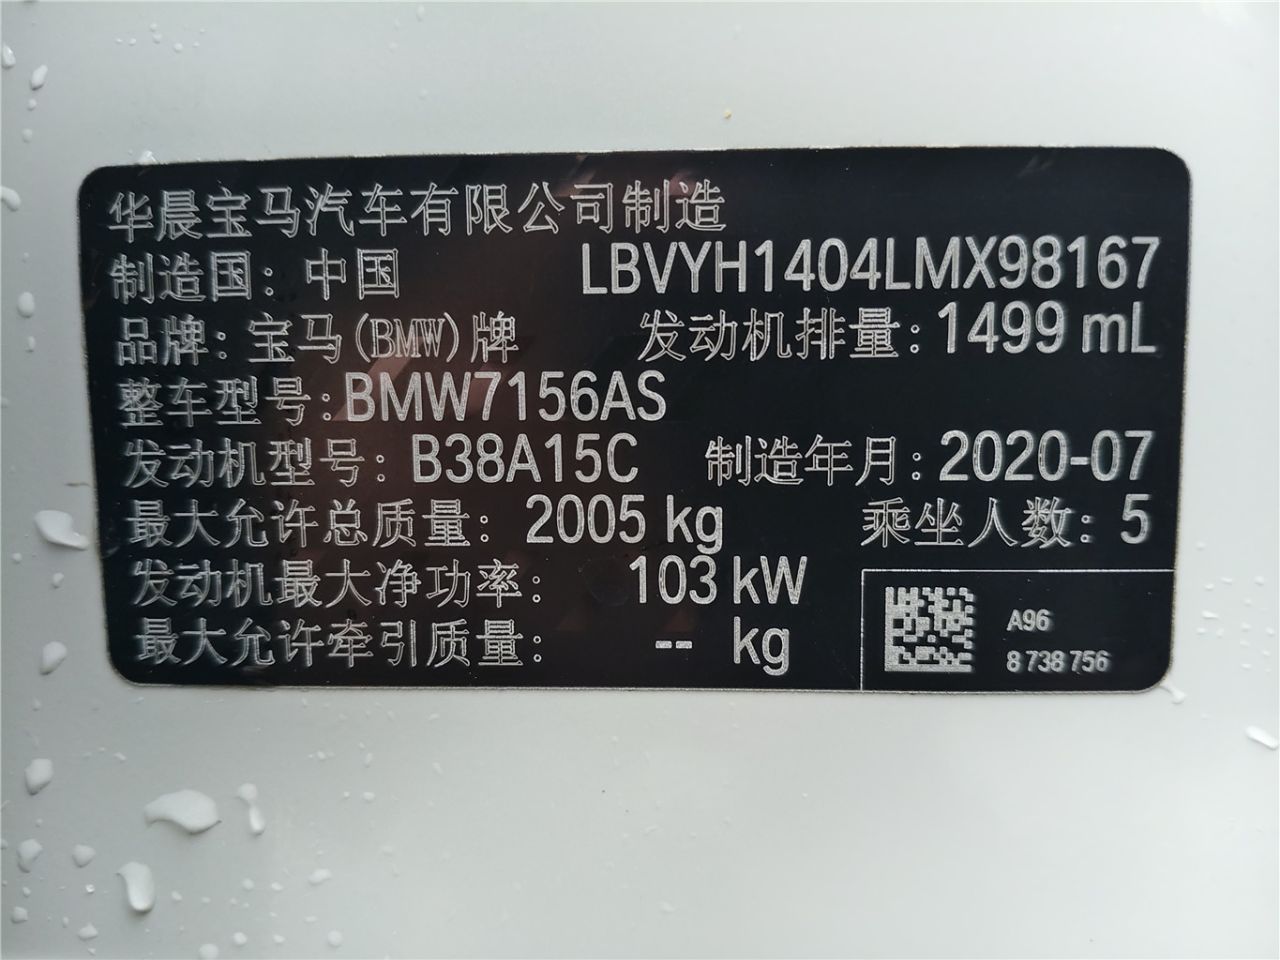 华晨宝马汽车有限公司制造
制造国: 中国 LBVYH1404LMX98167
品牌: 宝马(BMW)牌 发动机排量: 1499 mL
整车型号: BMW7156AS
发动机型号: B38A15C 制造年月: 2020-07
最大允许总质量: 2005 kg 乘坐人数: 5
发动机最大净功率: 103 kW
最大允许牵引质量: -- kg
A96
8 738 756